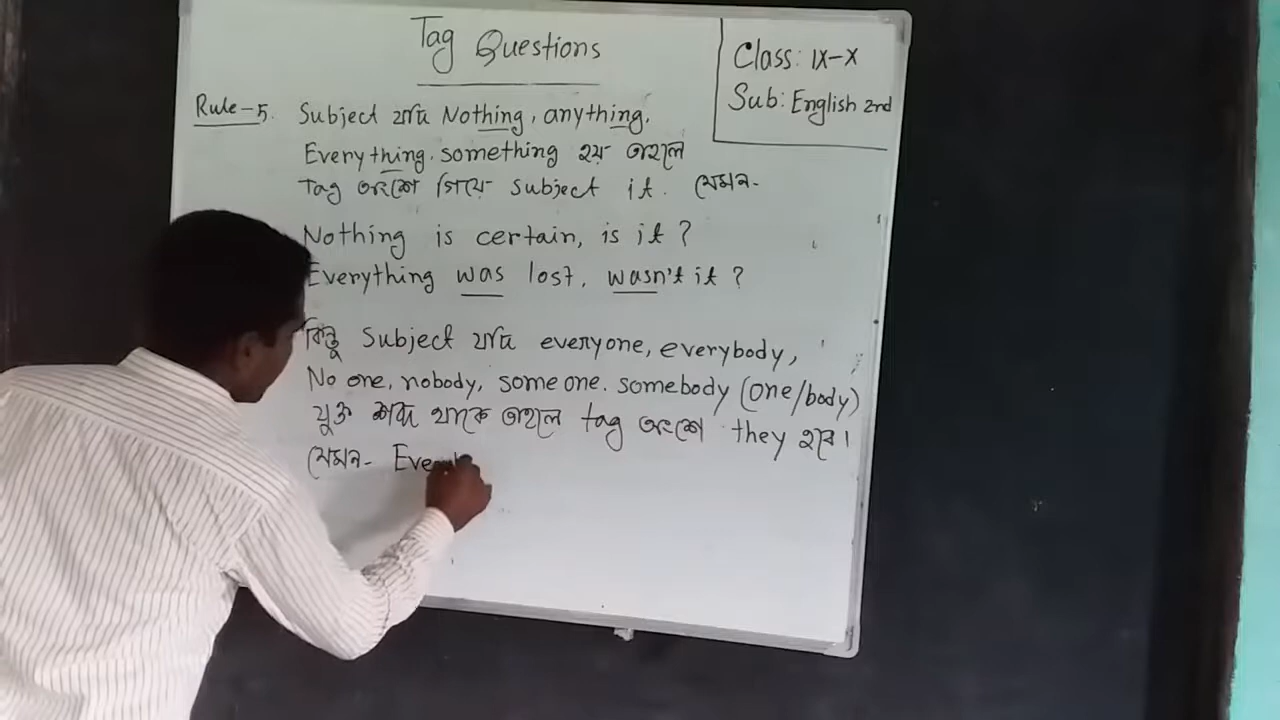 Tag Questions
Class: IX-X
Sub: English 2nd
Rule-5. Subject যদি Nothing, anything.
Everything. something হয় তাহলে
Tag অংশে গিয়ে subject it. যেমন-
Nothing is certain, is it?
Everything was lost, wasn't it?
কিন্তু Subject যদি everyone, everybody,
No one, nobody, some one. somebody (one/body)
যুক্ত শব্দ থাকে তাহলে tag অংশে they হবে।
যেমন-